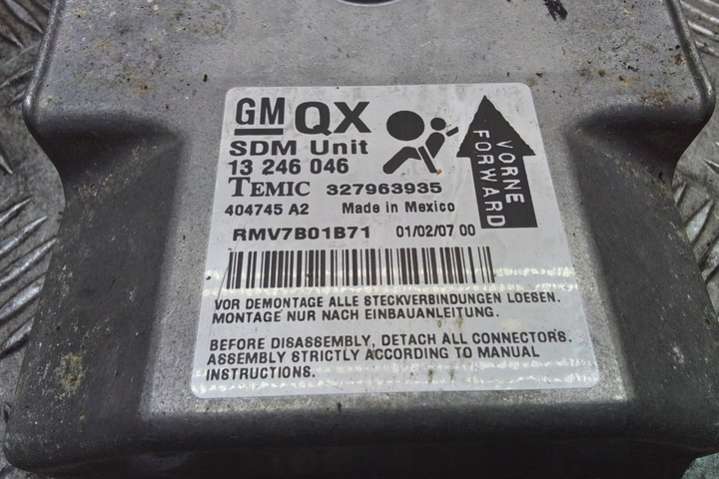 GM QX
SDM Unit
13 246 046
TEMIC 327963935
404745 A2 Made in Mexico
RMV7B01B71 01/02/07 00
VORNE
FORWARD
VOR DEMONTAGE ALLE STECKVERBINDUNGEN LOESEN.
MONTAGE NUR NACH EINBAUANLEITUNG.
BEFORE DISASSEMBLY, DETACH ALL CONNECTORS.
ASSEMBLY STRICTLY ACCORDING TO MANUAL
INSTRUCTIONS.